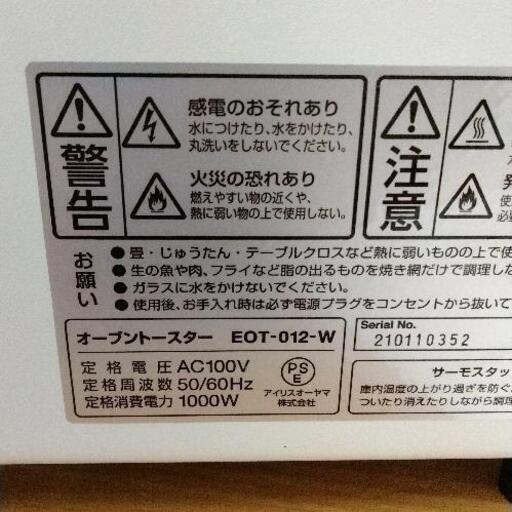 警告
感電のおそれあり
水につけたり、水をかけたり、
丸洗いをしないでください。
火災の恐れあり
燃えやすい物の近くや、
熱に弱い物の上で使用しない。
注意
お願い
●畳・じゅうたん・テーブルクロスなど熱に弱いものの上で使
●生の魚や肉、フライなど脂の出るものを焼き網だけで調理し
●ガラスに水をかけないでください。
●使用後、お手入れ時は必ず電源プラグをコンセントから抜いて
オーブントースター EOT-012-W
定格電圧 AC100V
定格周波数 50/60Hz
定格消費電力 1000W
PSE
アイリスオーヤマ
株式会社
Serial No.
210110352
サーモスタッ
庫内温度の上がり過ぎを防ぐ
ついたり消えたりしながら調理